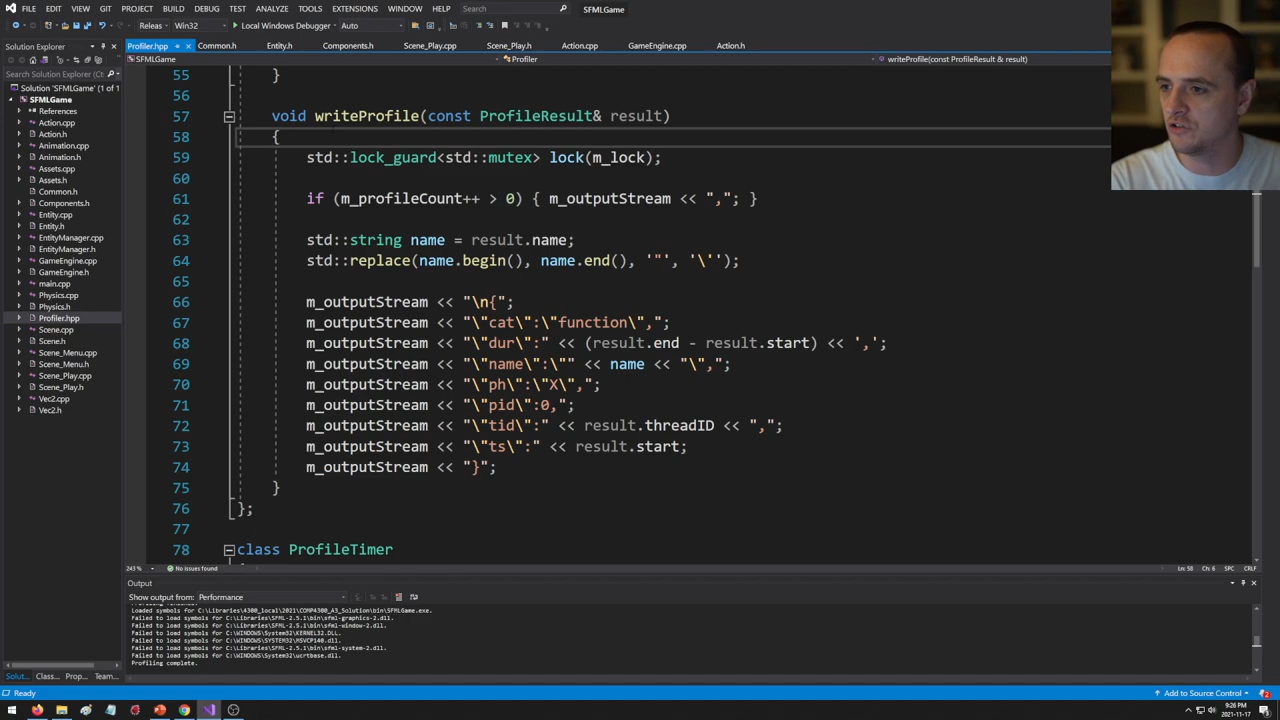 FILE EDIT VIEW GIT PROJECT BUILD DEBUG TEST ANALYZE TOOLS EXTENSIONS WINDOW HELP Search SFMLGame
Releas Win32 Local Windows Debugger Auto
Solution Explorer
Search Solution Explorer (Ct
Solution 'SFMLGame' (1 of 1
SFMLGame
References
Action.cpp
Action.h
Animation.cpp
Animation.h
Assets.cpp
Assets.h
Common.h
Components.h
Entity.cpp
Entity.h
EntityManager.cpp
EntityManager.h
GameEngine.cpp
GameEngine.h
main.cpp
Physics.cpp
Physics.h
Profiler.hpp
Scene.cpp
Scene.h
Scene_Menu.cpp
Scene_Menu.h
Scene_Play.cpp
Scene_Play.h
Vec2.cpp
Vec2.h
Solut... Class... Prop... Team...
Profiler.hpp Common.h Entity.h Components.h Scene_Play.cpp Scene_Play.h Action.cpp GameEngine.cpp Action.h
SFMLGame Profiler writeProfile(const ProfileResult & result)
55 }
56
57 void writeProfile(const ProfileResult& result)
58 {
59 std::lock_guard<std::mutex> lock(m_lock);
60
61 if (m_profileCount++ > 0) { m_outputStream << ","; }
62
63 std::string name = result.name;
64 std::replace(name.begin(), name.end(), '"', '\'');
65
66 m_outputStream << "\n{";
67 m_outputStream << "\"cat\":\"function\",";
68 m_outputStream << "\"dur\":" << (result.end - result.start) << ',';
69 m_outputStream << "\"name\":\"" << name << "\",";
70 m_outputStream << "\"ph\":\"X\",";
71 m_outputStream << "\"pid\":0,";
72 m_outputStream << "\"tid\":" << result.threadID << ",";
73 m_outputStream << "\"ts\":" << result.start;
74 m_outputStream << "}";
75 }
76 };
77
78 class ProfileTimer
243 % No issues found Ln: 58 Ch: 6 SPC CRLF
Output
Show output from: Performance
Loaded symbols for C:\Libraries\4300_local\2021\COMP4300_A3_Solution\bin\SFMLGame.exe.
Failed to load symbols for C:\Libraries\SFML-2.5.1\bin\sfml-graphics-2.dll.
Failed to load symbols for C:\Libraries\SFML-2.5.1\bin\sfml-window-2.dll.
Failed to load symbols for C:\WINDOWS\System32\KERNEL32.DLL.
Failed to load symbols for C:\WINDOWS\SYSTEM32\MSVCP140.dll.
Failed to load symbols for C:\Libraries\SFML-2.5.1\bin\sfml-system-2.dll.
Failed to load symbols for C:\WINDOWS\System32\ucrtbase.dll.
Profiling complete.
Ready Add to Source Control 2
9:26 PM
2021-11-17